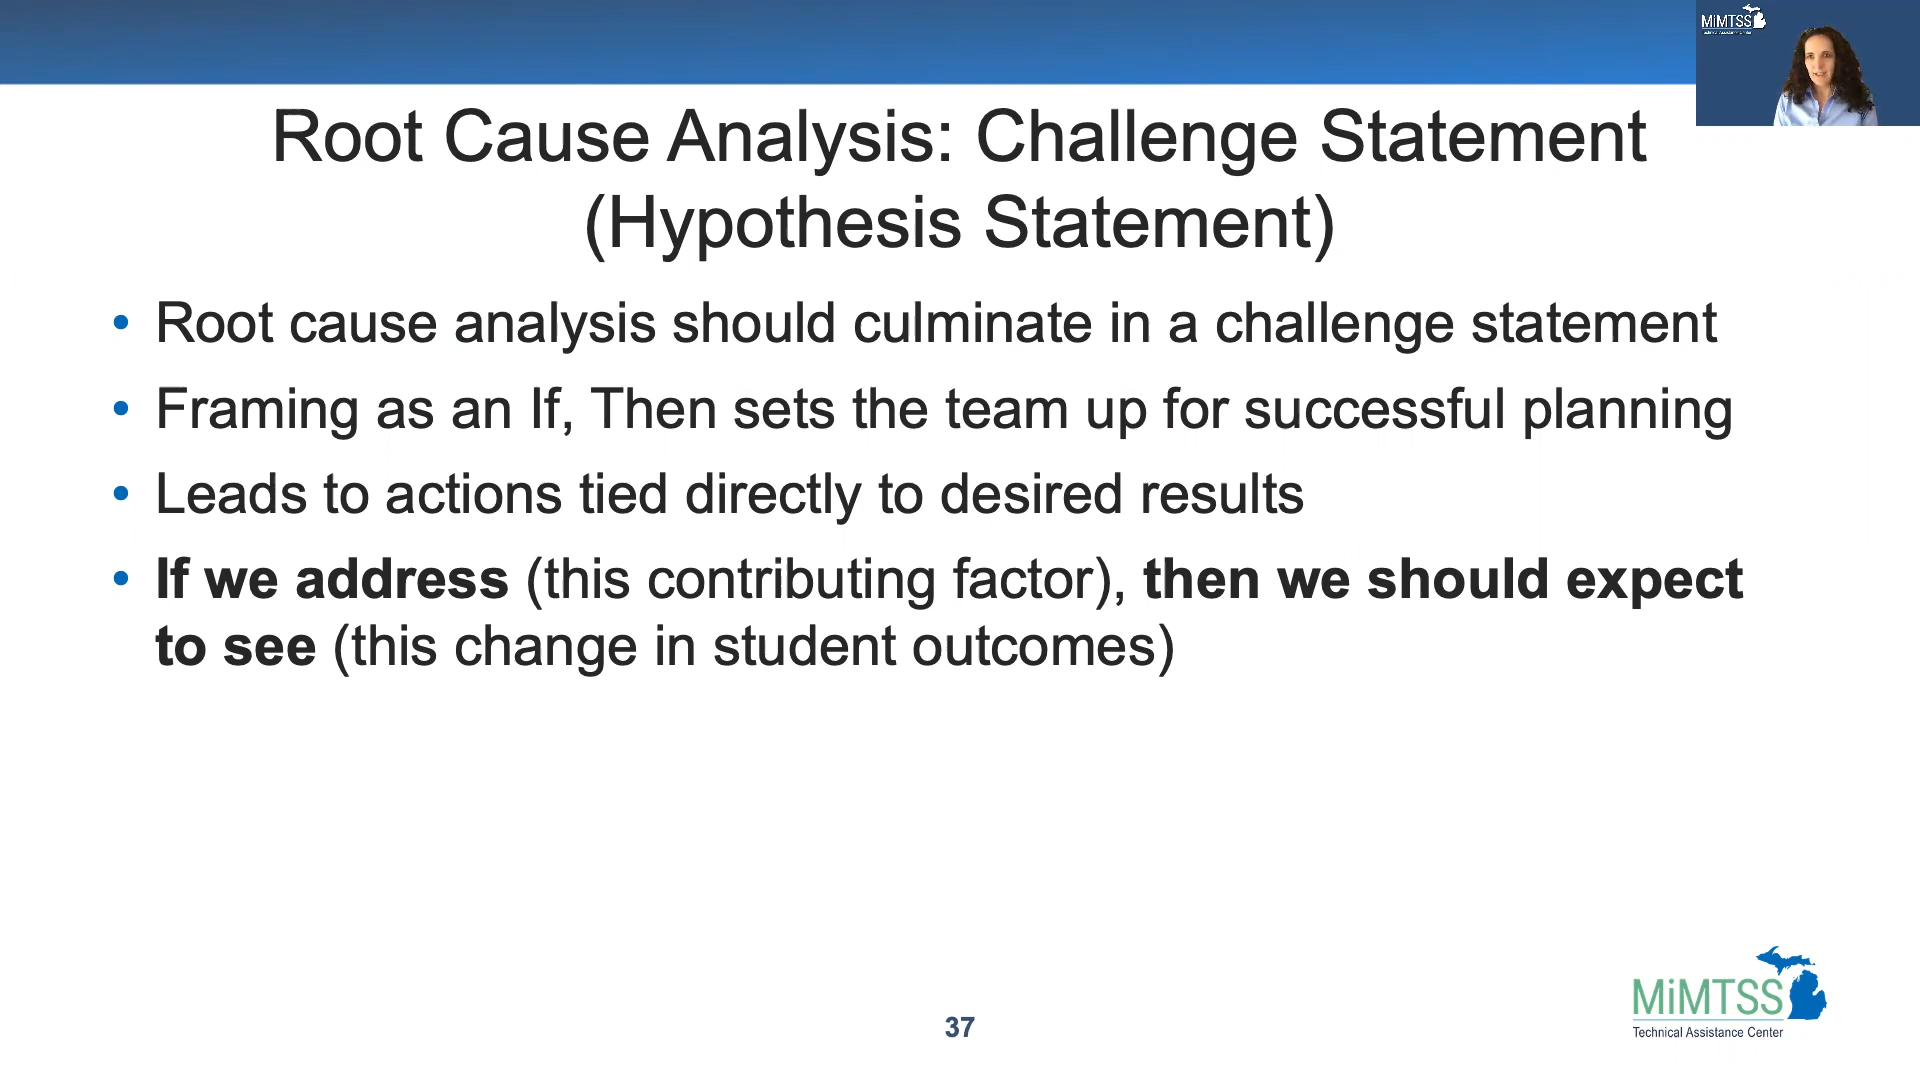 MiMTSS
Technical Assistance Center
Root Cause Analysis: Challenge Statement
(Hypothesis Statement)
• Root cause analysis should culminate in a challenge statement
• Framing as an If, Then sets the team up for successful planning
• Leads to actions tied directly to desired results
• If we address (this contributing factor), then we should expect
to see (this change in student outcomes)
37
MiMTSS
Technical Assistance Center